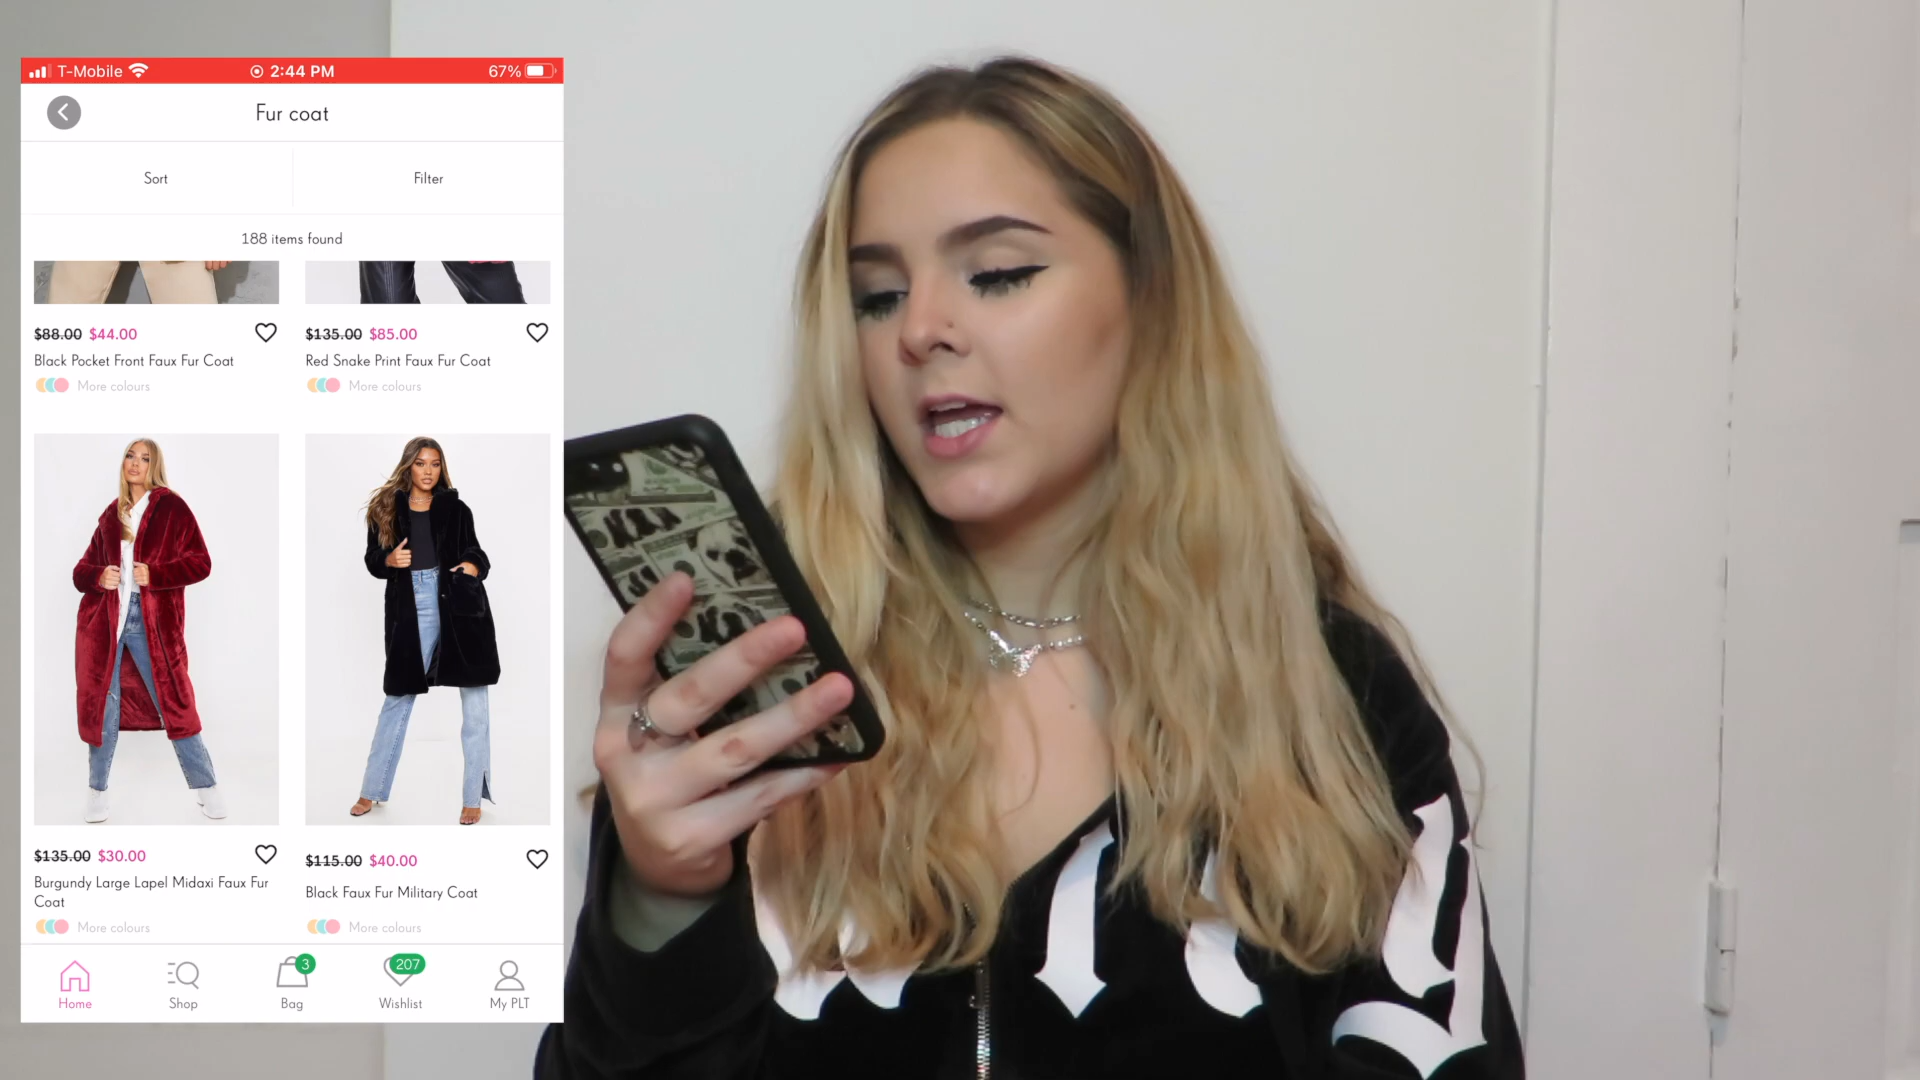 T-Mobile 2:44 PM 67%
Fur coat
Sort Filter
188 items found
$88.00 $44.00 $135.00 $85.00
Black Pocket Front Faux Fur Coat Red Snake Print Faux Fur Coat
More colours More colours
$135.00 $30.00 $115.00 $40.00
Burgundy Large Lapel Midaxi Faux Fur
Coat
Black Faux Fur Military Coat
More colours More colours
3 207
Home Shop Bag Wishlist My PLT